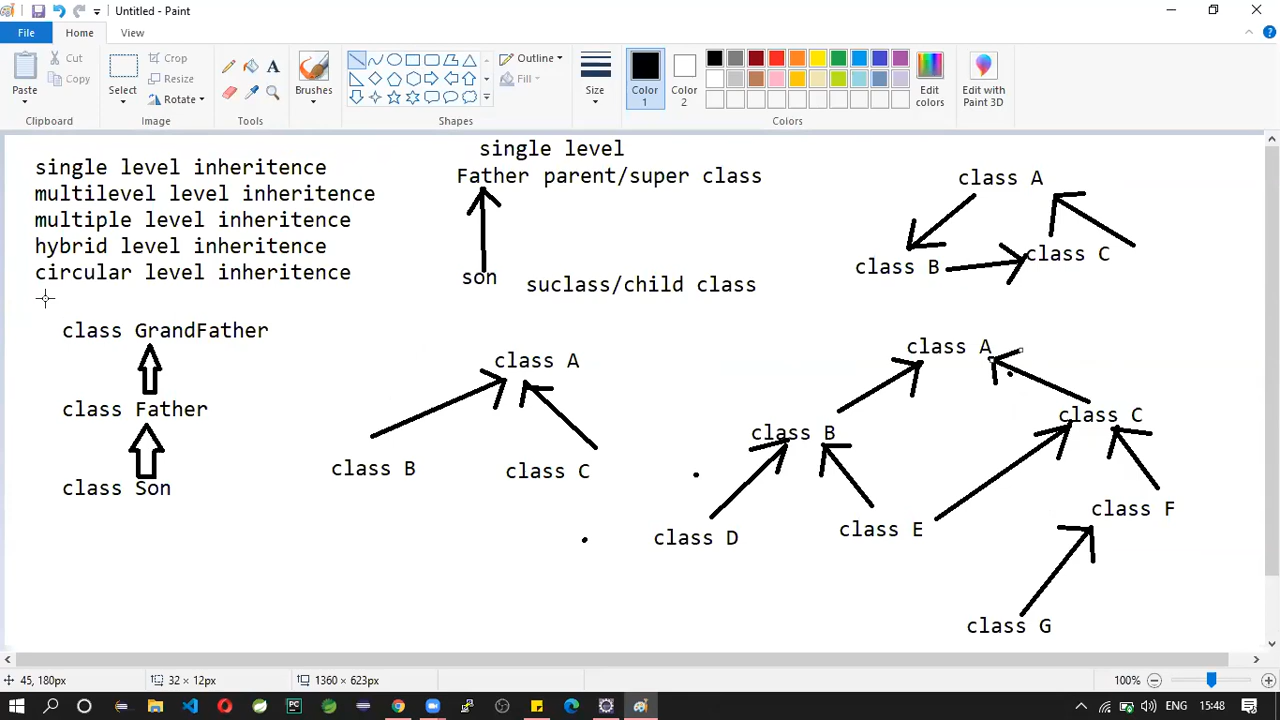 Untitled - Paint
File
Home
View
Paste
Cut
Copy
Clipboard
Select
Crop
Resize
Rotate
Image
A
Tools
Brushes
Outline
Fill
Shapes
Size
Color 1
Color 2
Edit colors
Edit with Paint 3D
Colors
single level inheritence
multilevel level inheritence
multiple level inheritence
hybrid level inheritence
circular level inheritence
single level
Father parent/super class
son
suclass/child class
class A
class B
class C
class GrandFather
class Father
class Son
class A
class B
class C
class A
class B
class C
class D
class E
class F
class G
45, 180px
32 × 12px
1360 × 623px
100%
PC
ENG
15:48